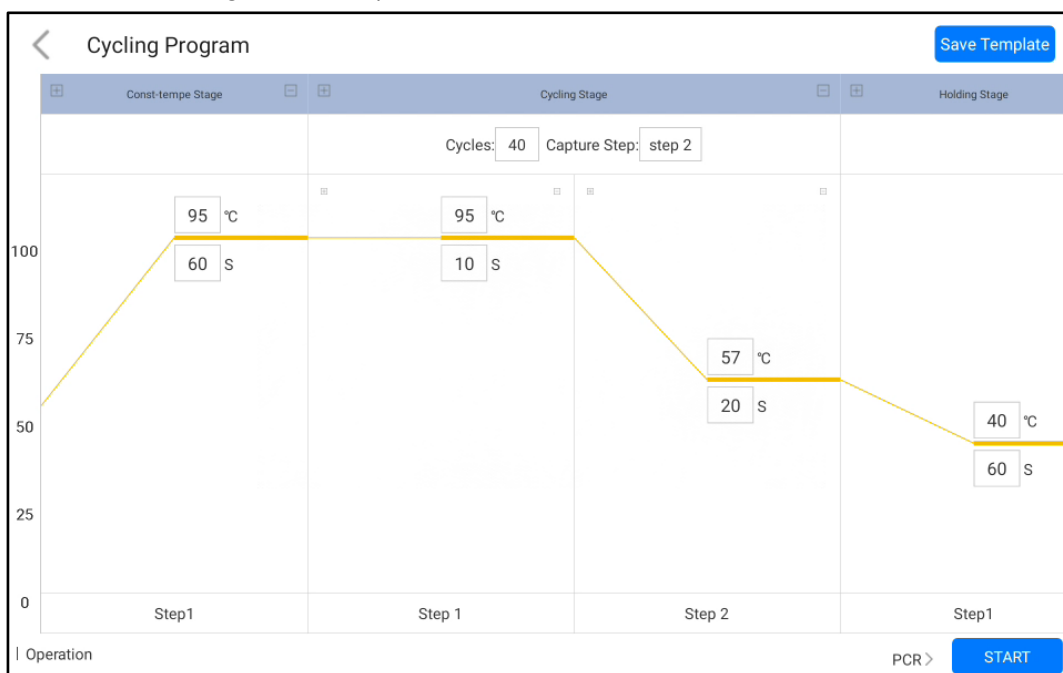 Cycling Program
Save Template
Const-tempe Stage
Cycling Stage
Holding Stage
Cycles: 40 Capture Step: step 2
95 ℃
60 S
95 ℃
10 S
57 ℃
20 S
40 ℃
60 S
100
75
50
25
0
Step1
Step 1
Step 2
Step1
| Operation
PCR >
START